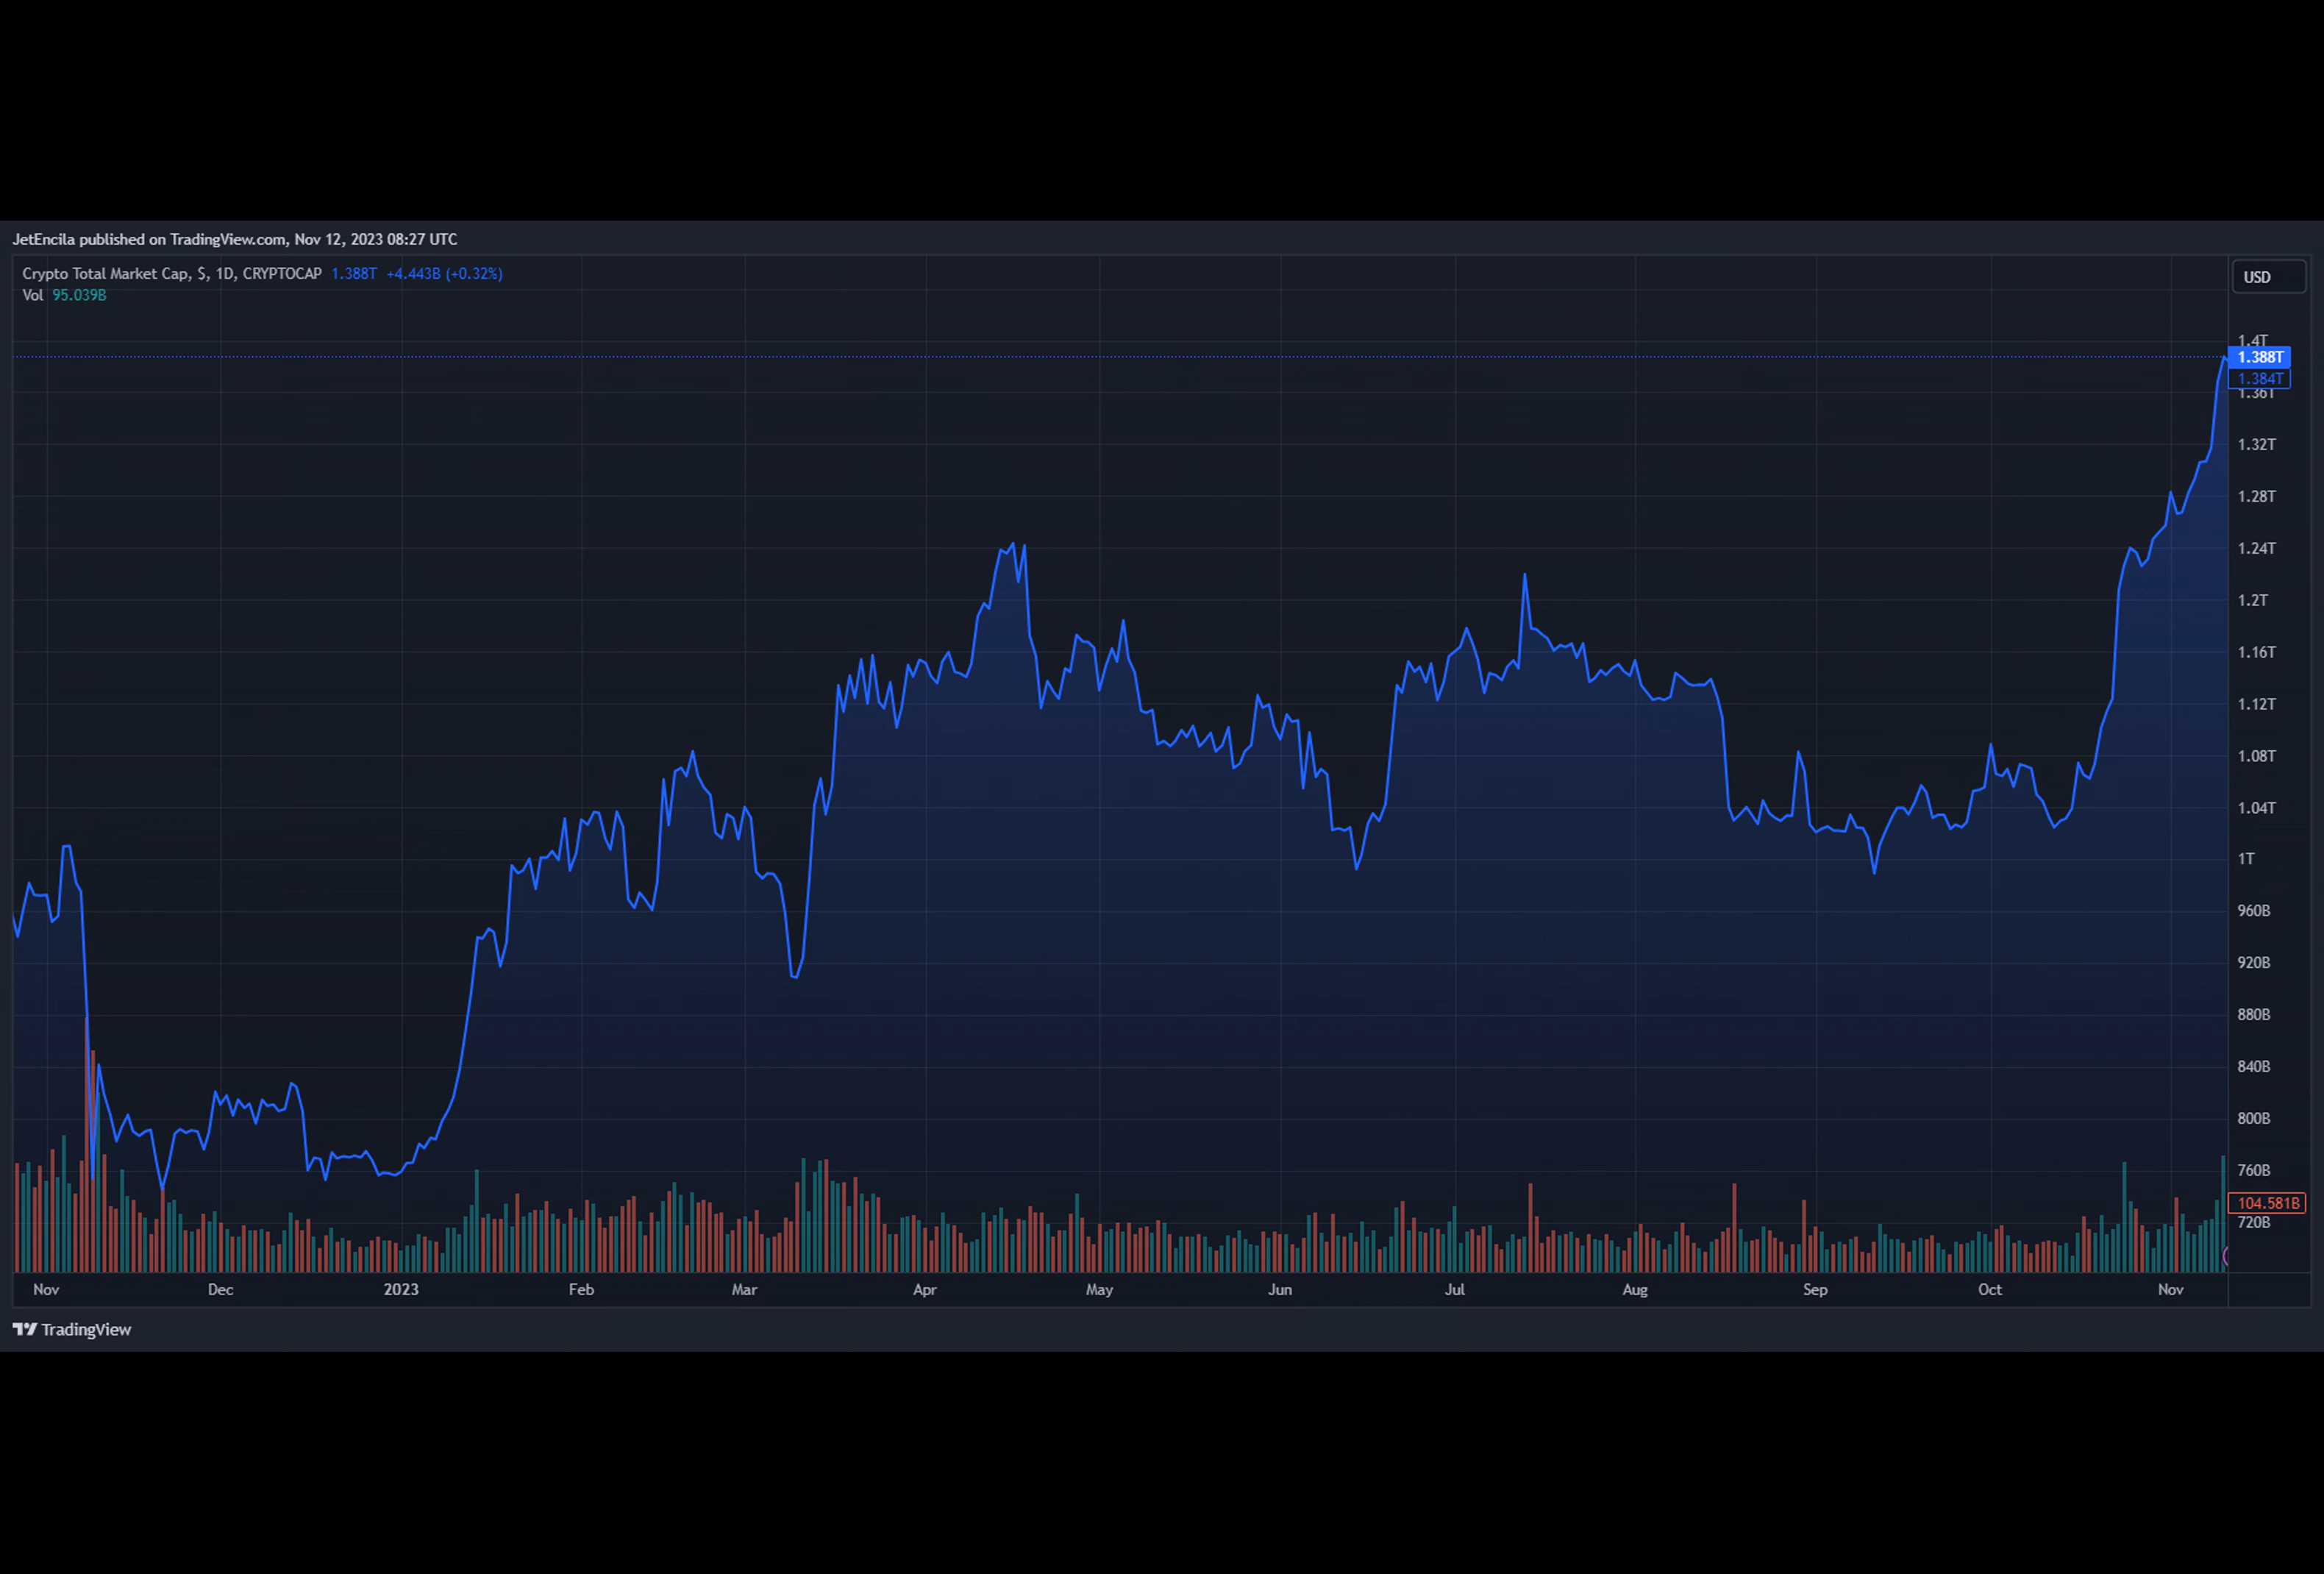 JetEncila published on TradingView.com, Nov 12, 2023 08:27 UTC
Crypto Total Market Cap, $, 1D, CRYPTOCAP 1.388T +4.443B (+0.32%)
Vol 95.039B
USD
1.4T
1.388T
1.384T
1.36T
1.32T
1.28T
1.24T
1.2T
1.16T
1.12T
1.08T
1.04T
1T
960B
920B
880B
840B
800B
760B
104.581B
720B
Nov Dec 2023 Feb Mar Apr May Jun Jul Aug Sep Oct Nov
TradingView